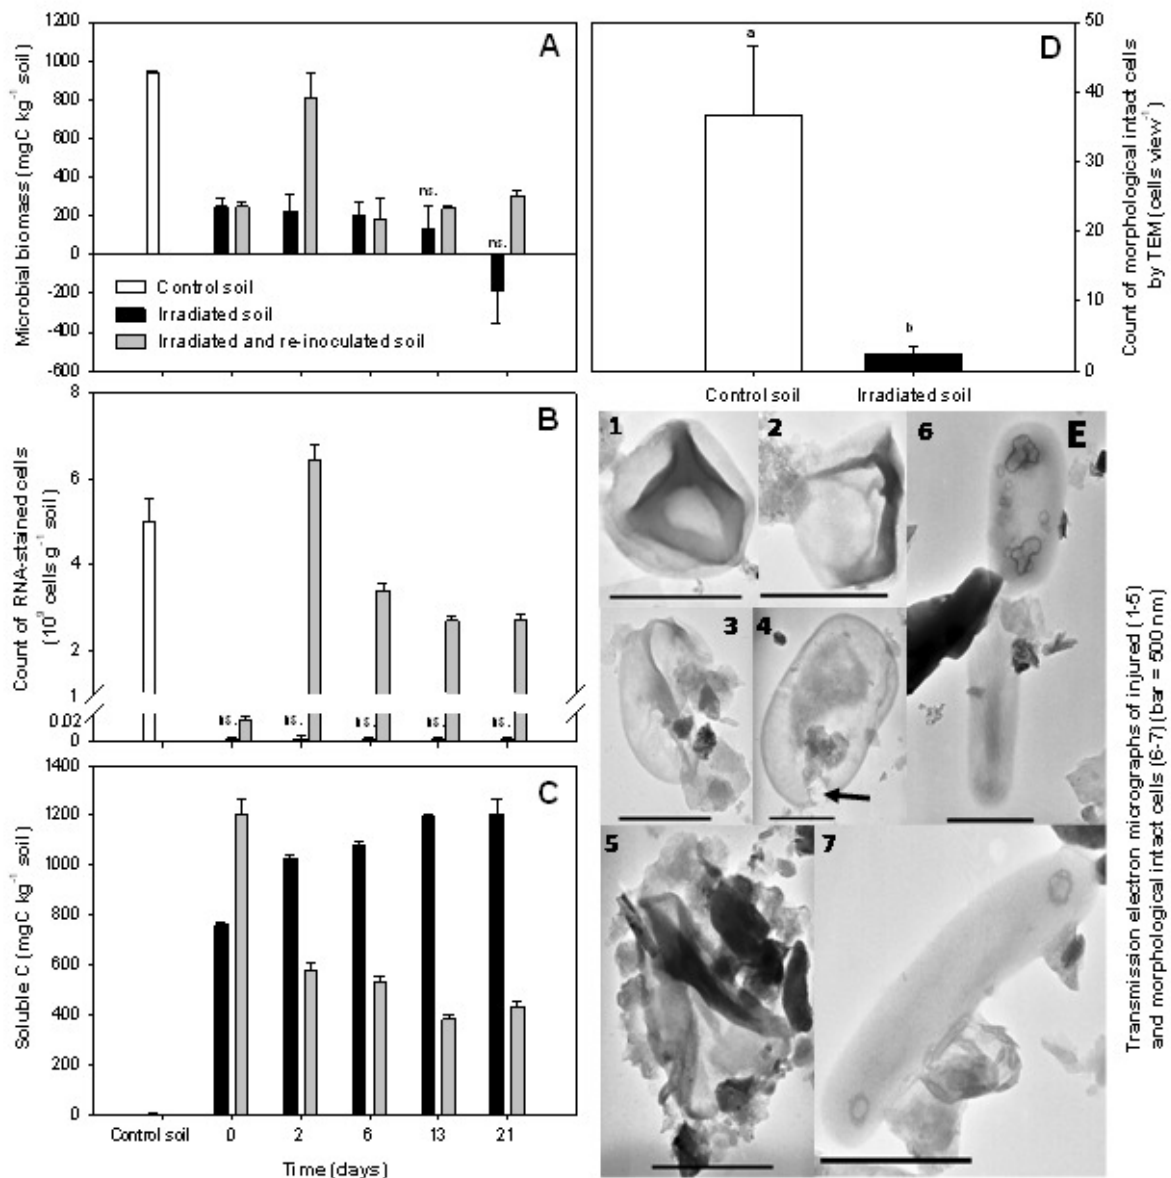 Microbial biomass (mgC kg-1 soil)
1200
1000
800
600
400
200
0
-200
-400
-600
A
ns.
ns.
Control soil
Irradiated soil
Irradiated and re-inoculated soil
Count of RNA-stained cells
(10⁹ cells g-1 soil)
8
6
4
2
1
0.02
0
B
ns.
ns.
ns.
ns.
ns.
Soluble C (mgC kg-1 soil)
1400
1200
1000
800
600
400
200
0
C
Control soil
0
2
6
13
21
Time (days)
D
a
b
50
40
30
20
10
0
Count of morphological intact cells
by TEM (cells view-1)
Control soil
Irradiated soil
1
2
6
E
3
4
5
7
Transmission electron micrographs of injured (1-5)
and morphological intact cells (6-7) (bar = 500 nm)